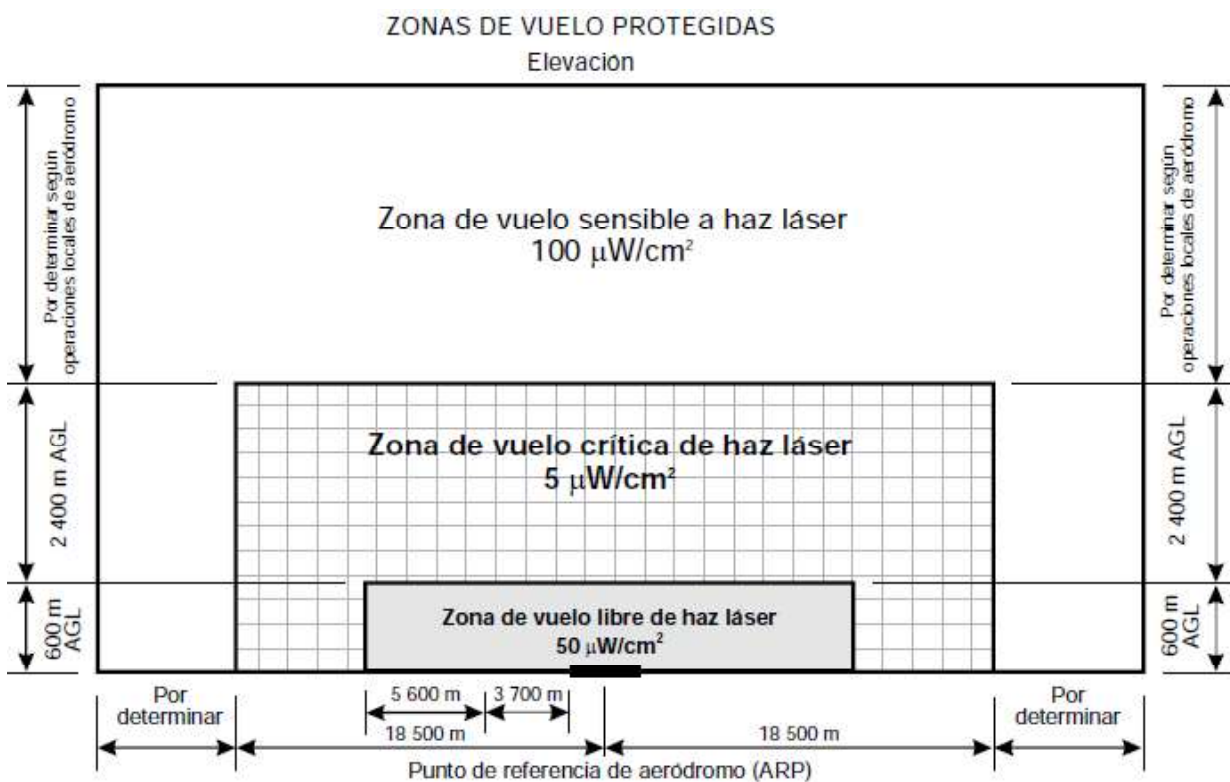 ZONAS DE VUELO PROTEGIDAS
Elevación
Por determinar según
operaciones locales de aeródromo
Zona de vuelo sensible a haz láser
100 μW/cm²
Por determinar según
operaciones locales de aeródromo
2 400 m AGL
Zona de vuelo crítica de haz láser
5 μW/cm²
2 400 m AGL
600 m
AGL
Zona de vuelo libre de haz láser
50 μW/cm²
600 m
AGL
Por
determinar
5 600 m
3 700 m
18 500 m
18 500 m
Por
determinar
Punto de referencia de aeródromo (ARP)